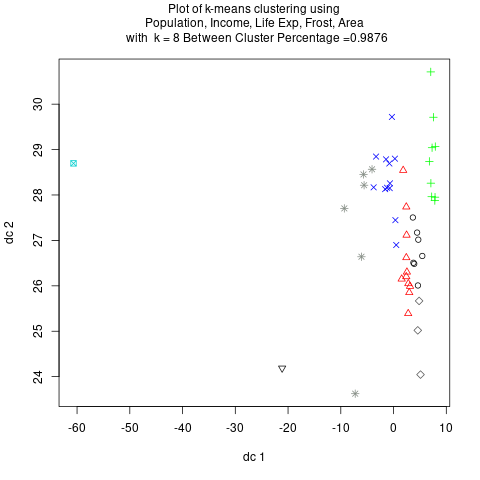 Plot of k-means clustering using
Population, Income, Life Exp, Frost, Area
with k = 8 Between Cluster Percentage =0.9876
30
29
28
27
26
25
24
dc 2
-60 -50 -40 -30 -20 -10 0 10
dc 1